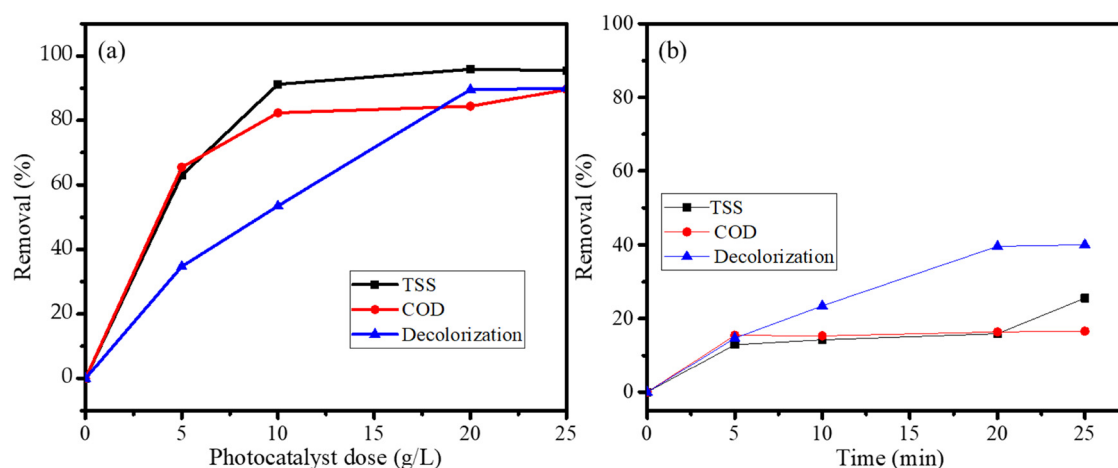 (a)
100
80
60
40
20
0
Removal (%)
TSS
COD
Decolorization
0 5 10 15 20 25
Photocatalyst dose (g/L)
(b)
100
80
60
40
20
0
Removal (%)
TSS
COD
Decolorization
0 5 10 15 20 25
Time (min)